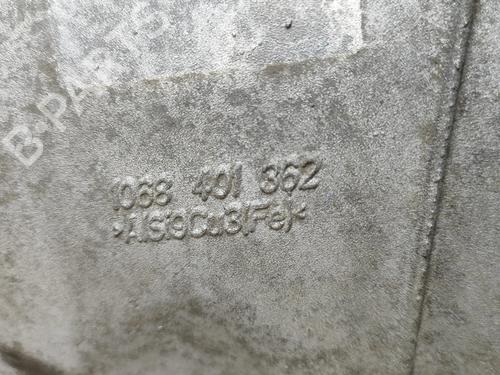 B-PARTS
1068 401 362
>AlSi9Cu3(Fe)<